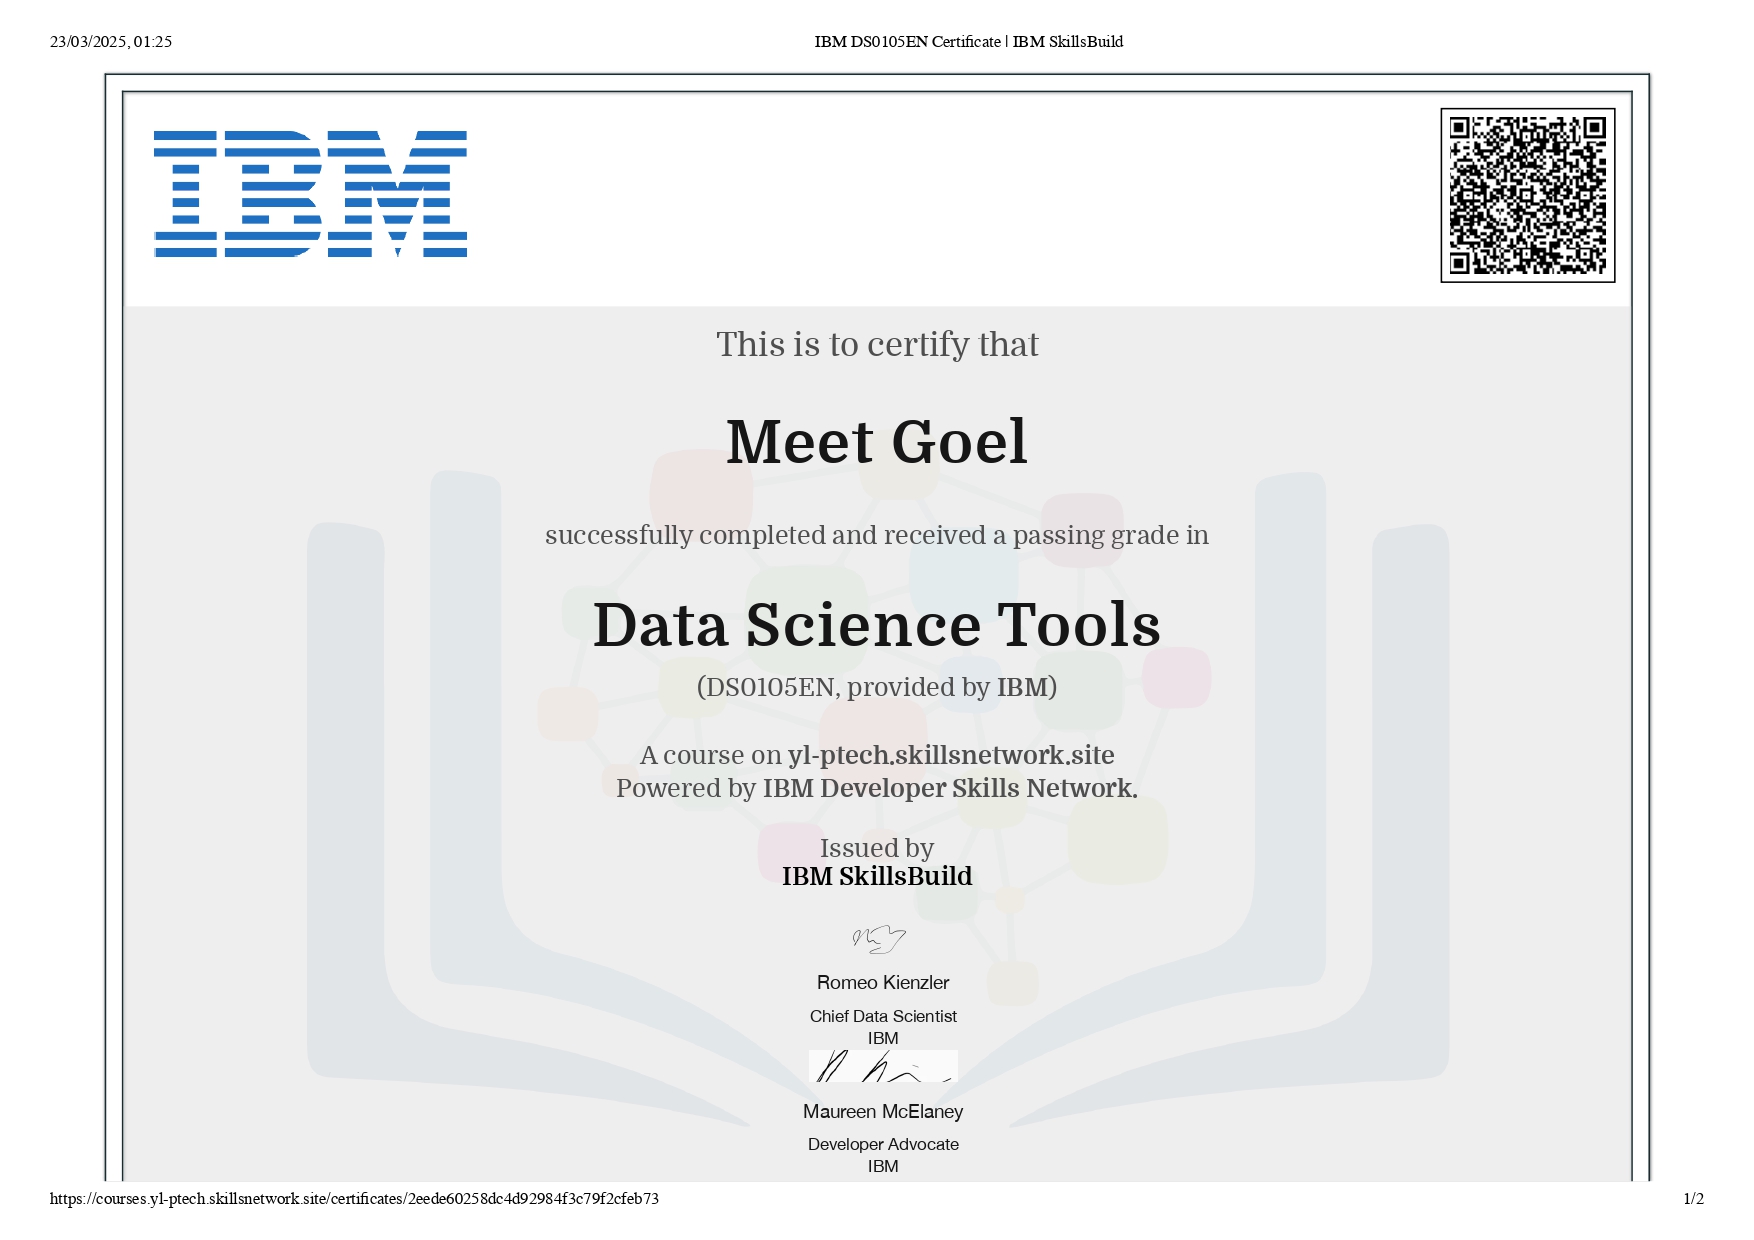 23/03/2025, 01:25
IBM DS0105EN Certificate | IBM SkillsBuild
IBM
This is to certify that
Meet Goel
successfully completed and received a passing grade in
Data Science Tools
(DS0105EN, provided by IBM)
A course on yl-ptech.skillsnetwork.site
Powered by IBM Developer Skills Network.
Issued by
IBM SkillsBuild
Romeo Kienzler
Chief Data Scientist
IBM
Maureen McElaney
Developer Advocate
IBM
https://courses.yl-ptech.skillsnetwork.site/certificates/2eede60258dc4d92984f3c79f2cfeb73
1/2